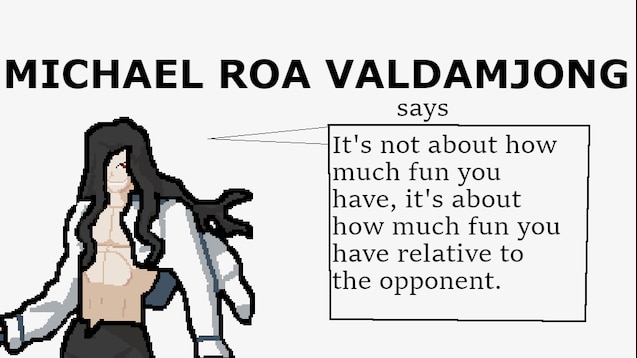 MICHAEL ROA VALDAMJONG
says
It's not about how
much fun you
have, it's about
how much fun you
have relative to
the opponent.